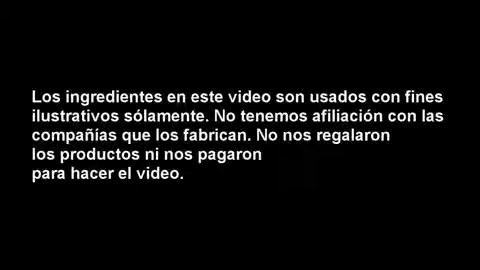 Los ingredientes en este video son usados con fines
ilustrativos sólamente. No tenemos afiliación con las
compañías que los fabrican. No nos regalaron
los productos ni nos pagaron
para hacer el video.